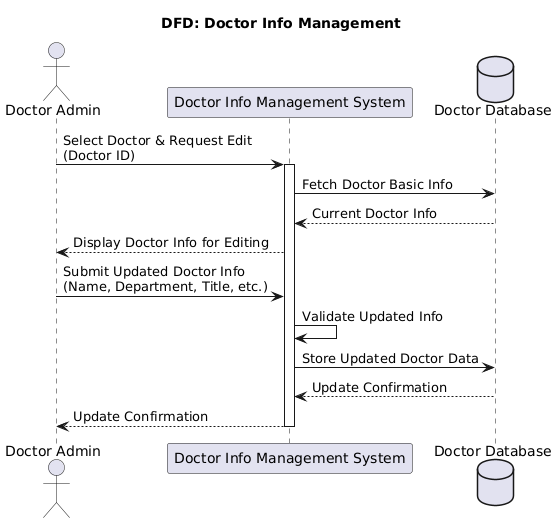 DFD: Doctor Info Management
Doctor Admin
Doctor Info Management System
Doctor Database
Select Doctor & Request Edit
(Doctor ID)
Fetch Doctor Basic Info
Current Doctor Info
Display Doctor Info for Editing
Submit Updated Doctor Info
(Name, Department, Title, etc.)
Validate Updated Info
Store Updated Doctor Data
Update Confirmation
Update Confirmation
Doctor Admin
Doctor Info Management System
Doctor Database